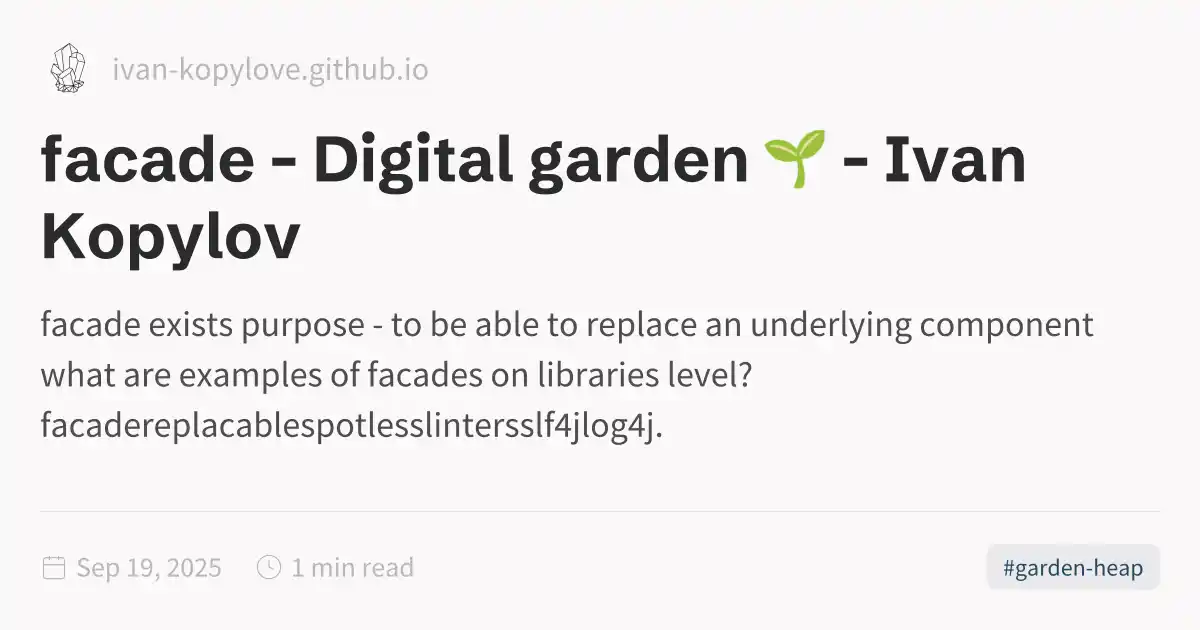 ivan-kopylove.github.io
facade - Digital garden 🌱 - Ivan
Kopylov
facade exists purpose - to be able to replace an underlying component
what are examples of facades on libraries level?
facadereplacablespotlesslintersslf4jlog4j.
Sep 19, 2025
1 min read
#garden-heap